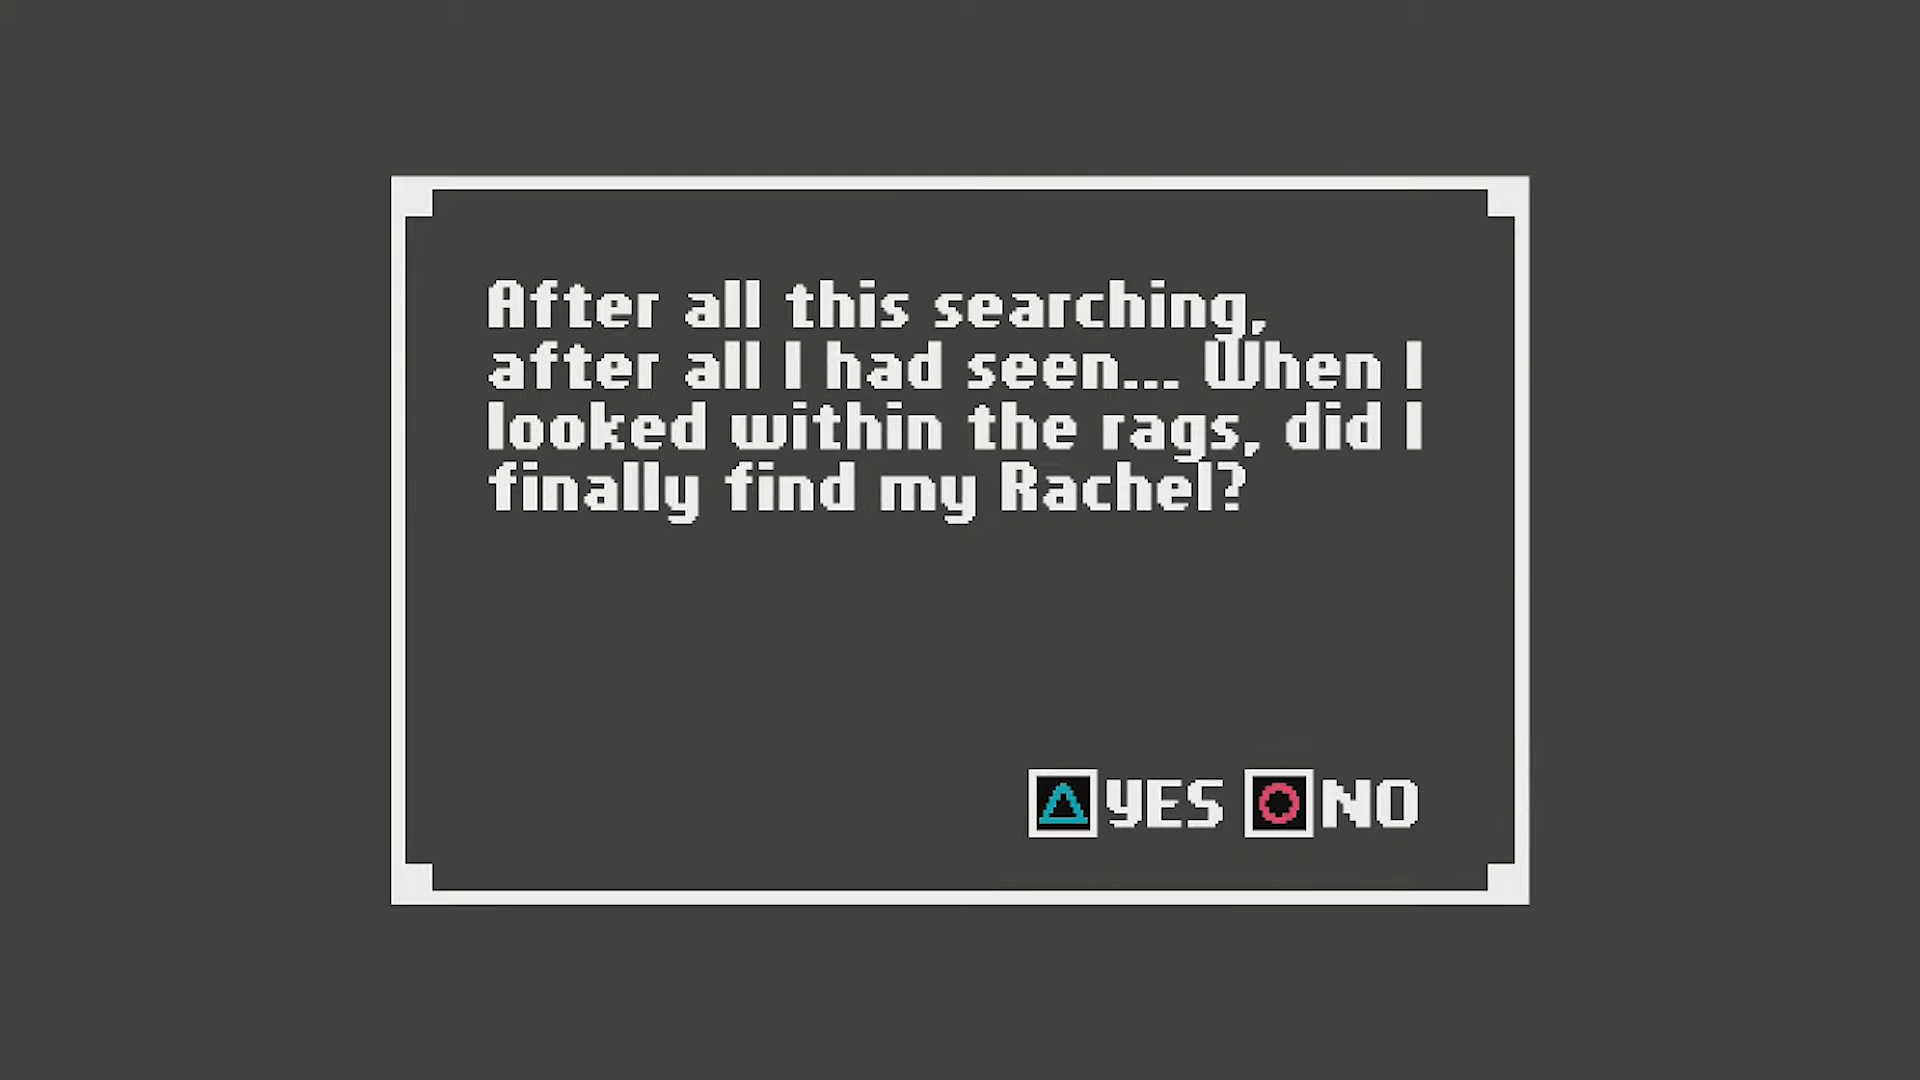 After all this searching,
after all I had seen... When I
looked within the rags, did I
finally find my Rachel?
YES NO